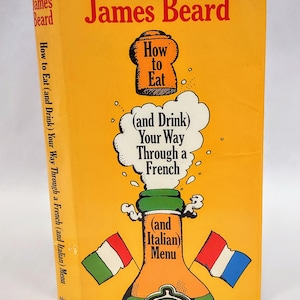 James Beard
How
to
Eat
(and Drink)
Your Way
Through a
French
(and
Italian)
Menu
James
Beard
How to Eat (and Drink) Your Way Through a French (and Italian) Menu